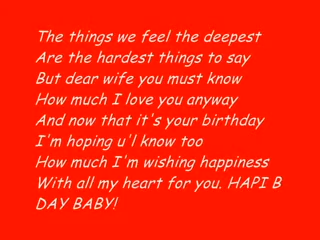 The things we feel the deepest
Are the hardest things to say
But dear wife you must know
How much I love you anyway
And now that it's your birthday
I'm hoping u'l know too
How much I'm wishing happiness
With all my heart for you. HAPI B
DAY BABY!